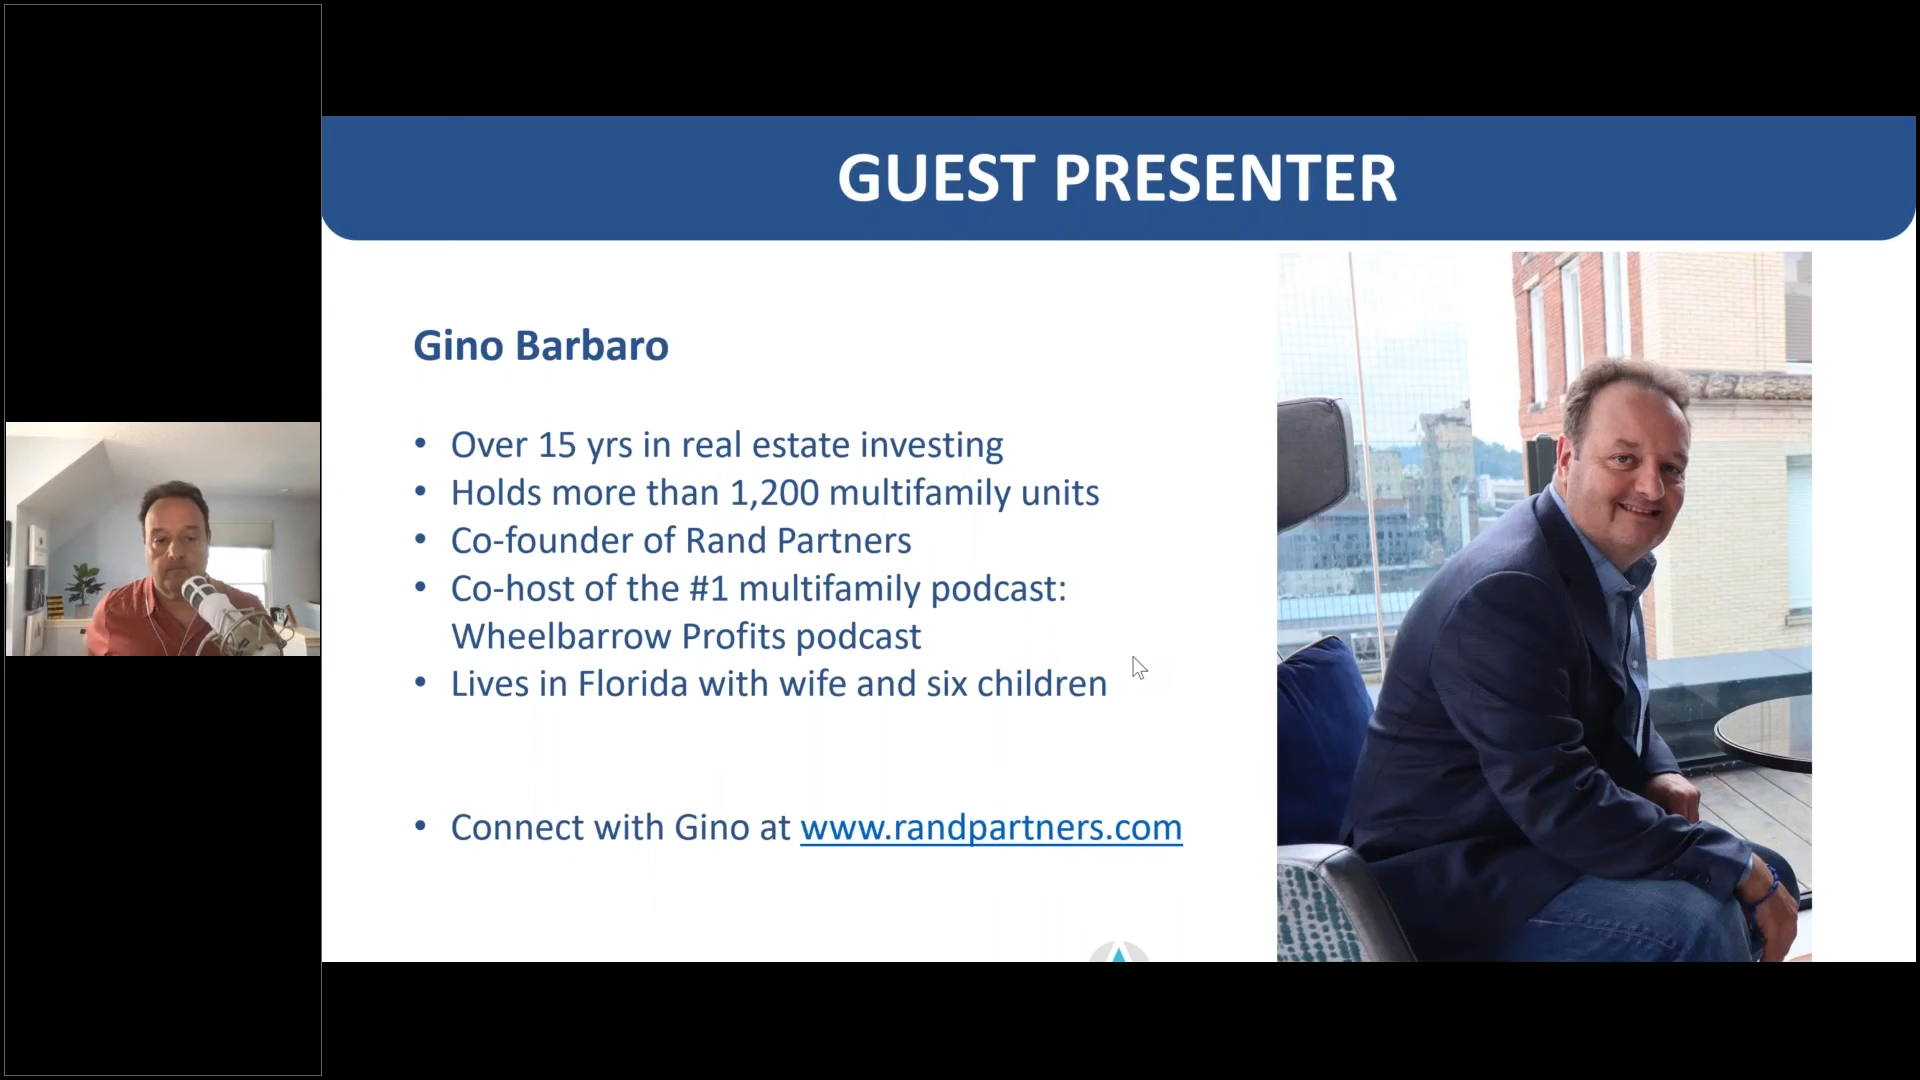 GUEST PRESENTER
Gino Barbaro
• Over 15 yrs in real estate investing
• Holds more than 1,200 multifamily units
• Co-founder of Rand Partners
• Co-host of the #1 multifamily podcast:
Wheelbarrow Profits podcast
• Lives in Florida with wife and six children
• Connect with Gino at www.randpartners.com